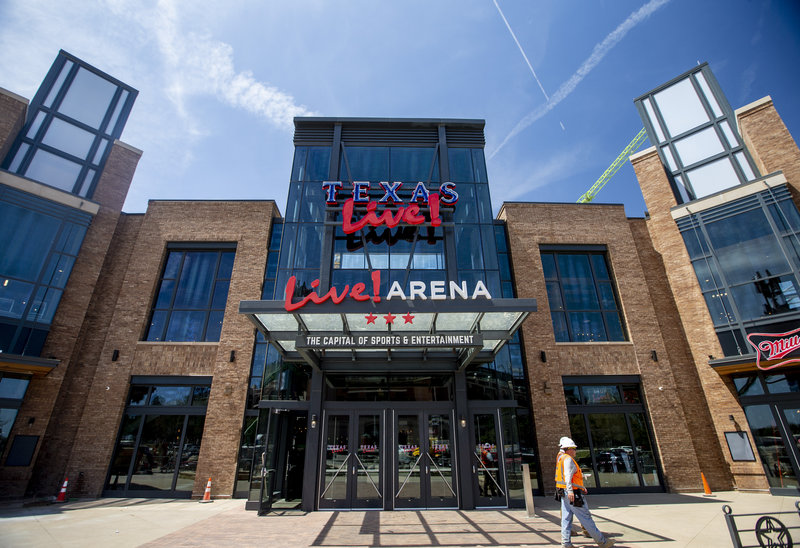 TEXAS
Live!
Live! ARENA
THE CAPITAL OF SPORTS & ENTERTAINMENT